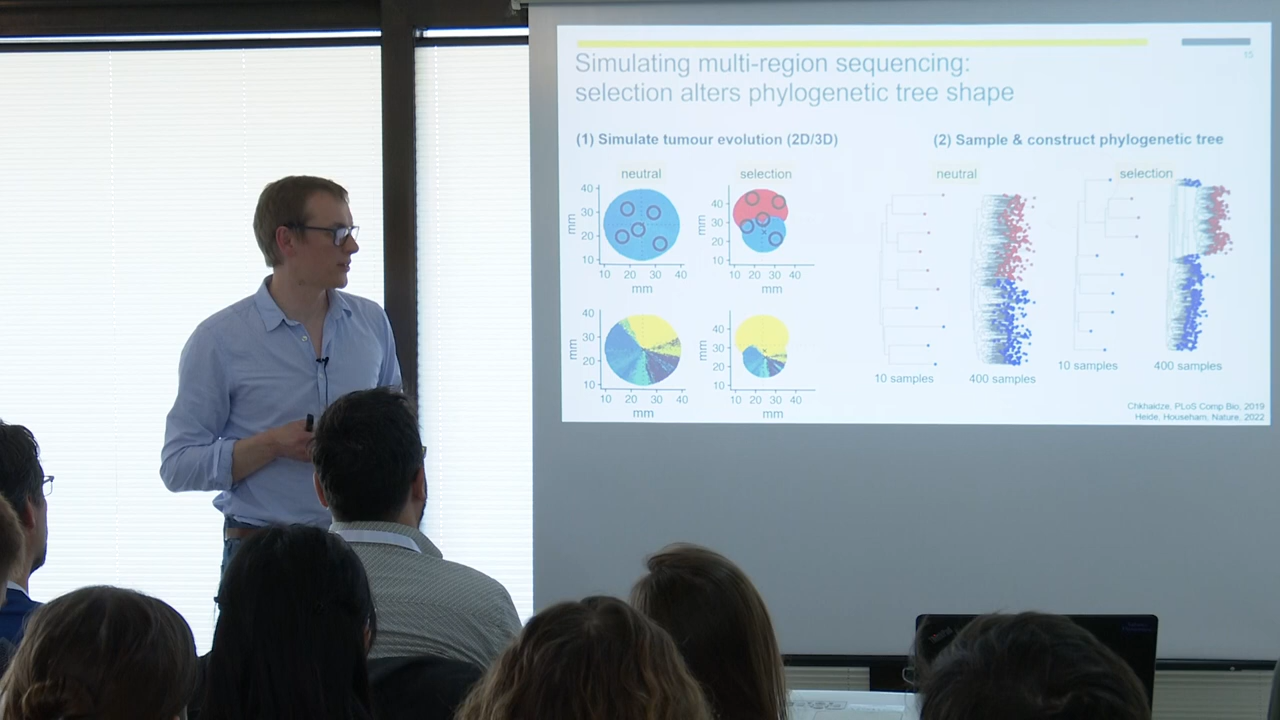 15
Simulating multi-region sequencing:
selection alters phylogenetic tree shape
(1) Simulate tumour evolution (2D/3D)
(2) Sample & construct phylogenetic tree
neutral
selection
neutral
selection
mm
40
30
20
10
10 20 30 40
mm
mm
40
30
20
10
10 20 30 40
mm
mm
40
30
20
10
10 20 30 40
mm
mm
40
30
20
10
10 20 30 40
mm
10 samples
400 samples
10 samples
400 samples
Chkhaidze, PLoS Comp Bio, 2019
Heide, Househam, Nature, 2022